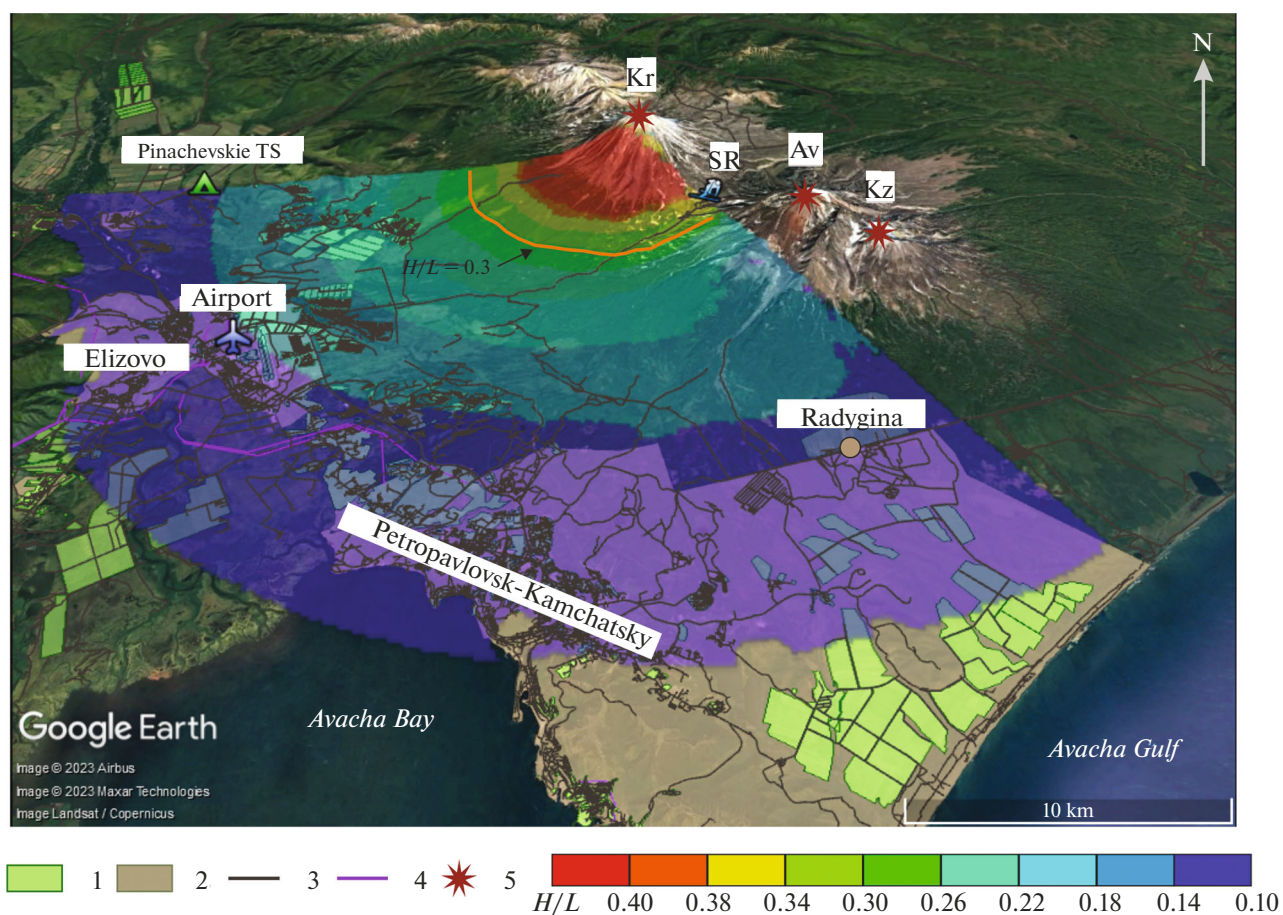 N
Kr
Pinachevskie TS
SR
Av
Kz
H/L = 0.3
Airport
Elizovo
Radygina
Petropavlovsk-Kamchatsky
Google Earth
Avacha Bay
Avacha Gulf
Image © 2023 Airbus
Image © 2023 Maxar Technologies
Image Landsat / Copernicus
10 km
1 2 3 4 5
H/L 0.40 0.38 0.34 0.30 0.26 0.22 0.18 0.14 0.10